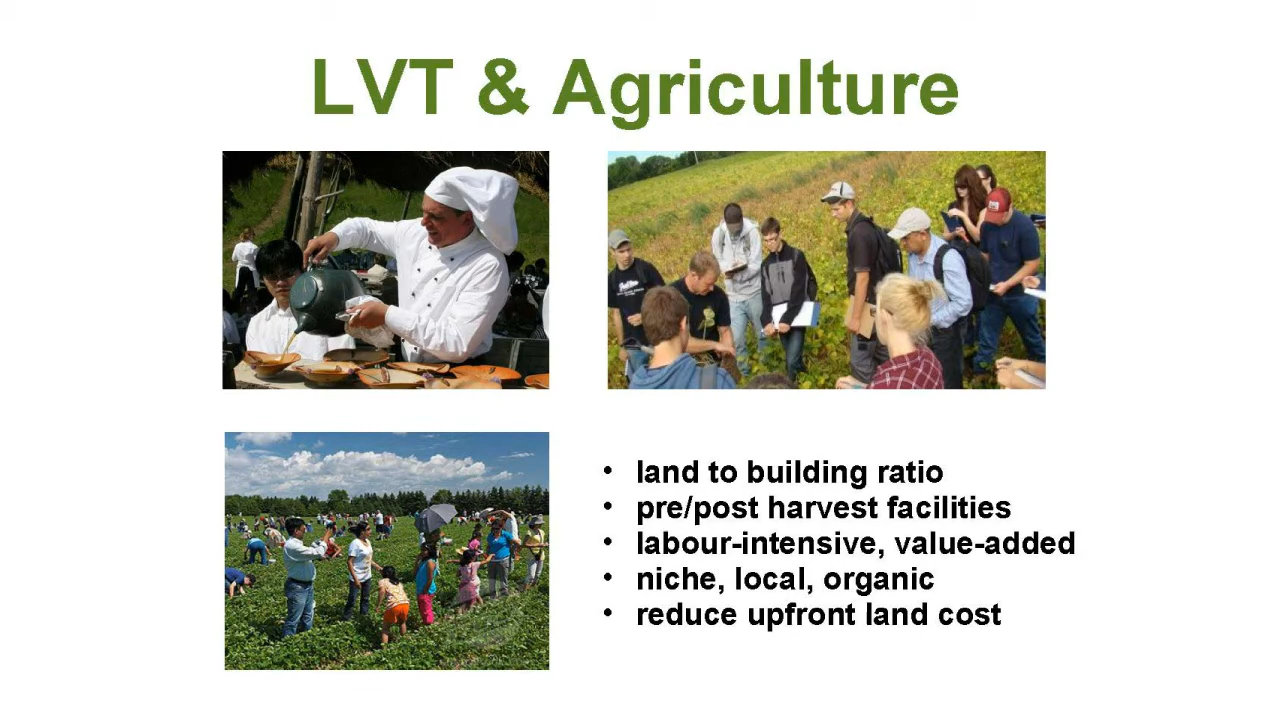 LVT & Agriculture
• land to building ratio
• pre/post harvest facilities
• labour-intensive, value-added
• niche, local, organic
• reduce upfront land cost